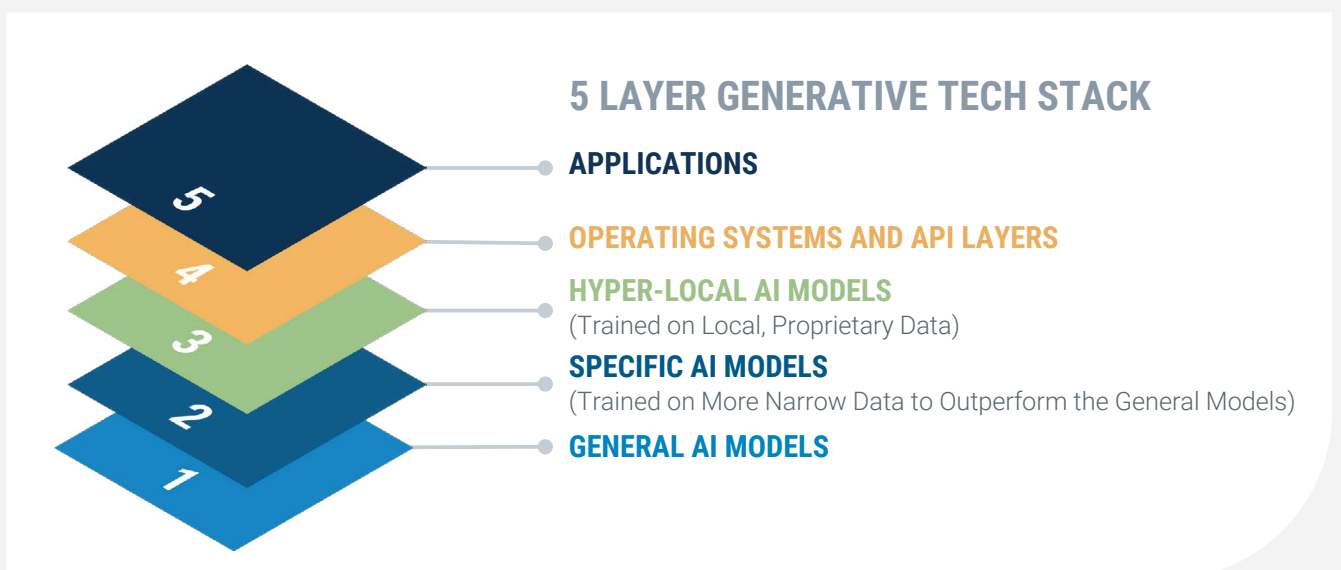 5 LAYER GENERATIVE TECH STACK
5
APPLICATIONS
4
OPERATING SYSTEMS AND API LAYERS
3
HYPER-LOCAL AI MODELS
(Trained on Local, Proprietary Data)
2
SPECIFIC AI MODELS
(Trained on More Narrow Data to Outperform the General Models)
1
GENERAL AI MODELS